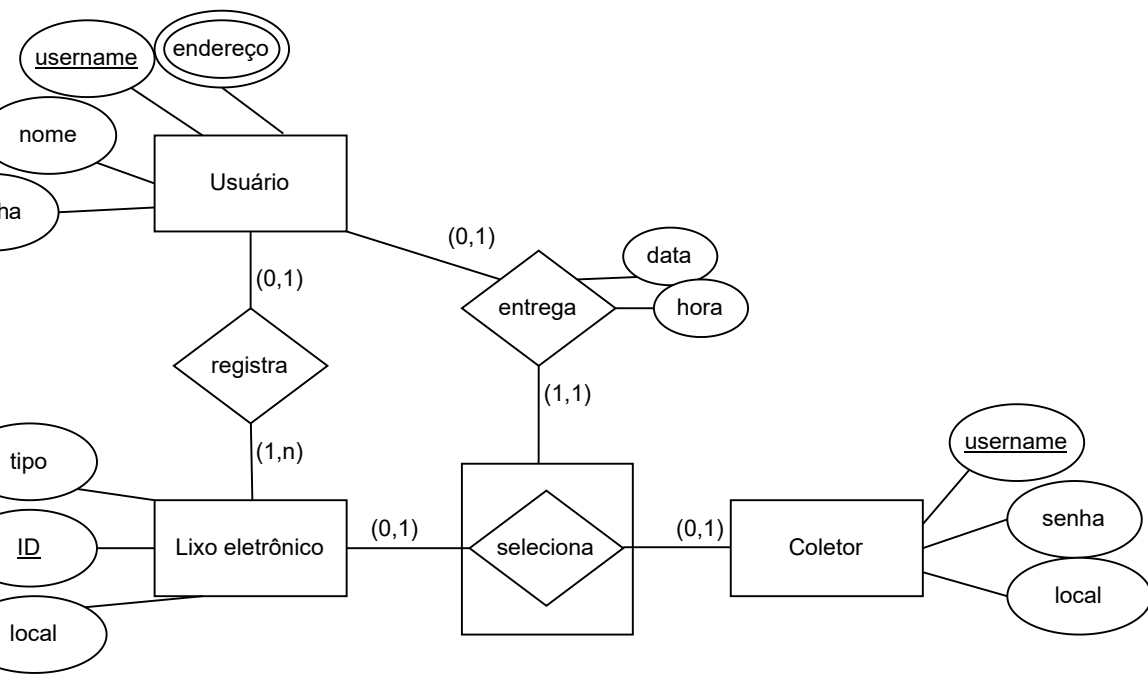 username
endereço
nome
ha
Usuário
(0,1)
data
entrega
hora
(0,1)
registra
(1,1)
(1,n)
username
tipo
(0,1)
(0,1)
senha
ID
Lixo eletrônico
seleciona
Coletor
local
local